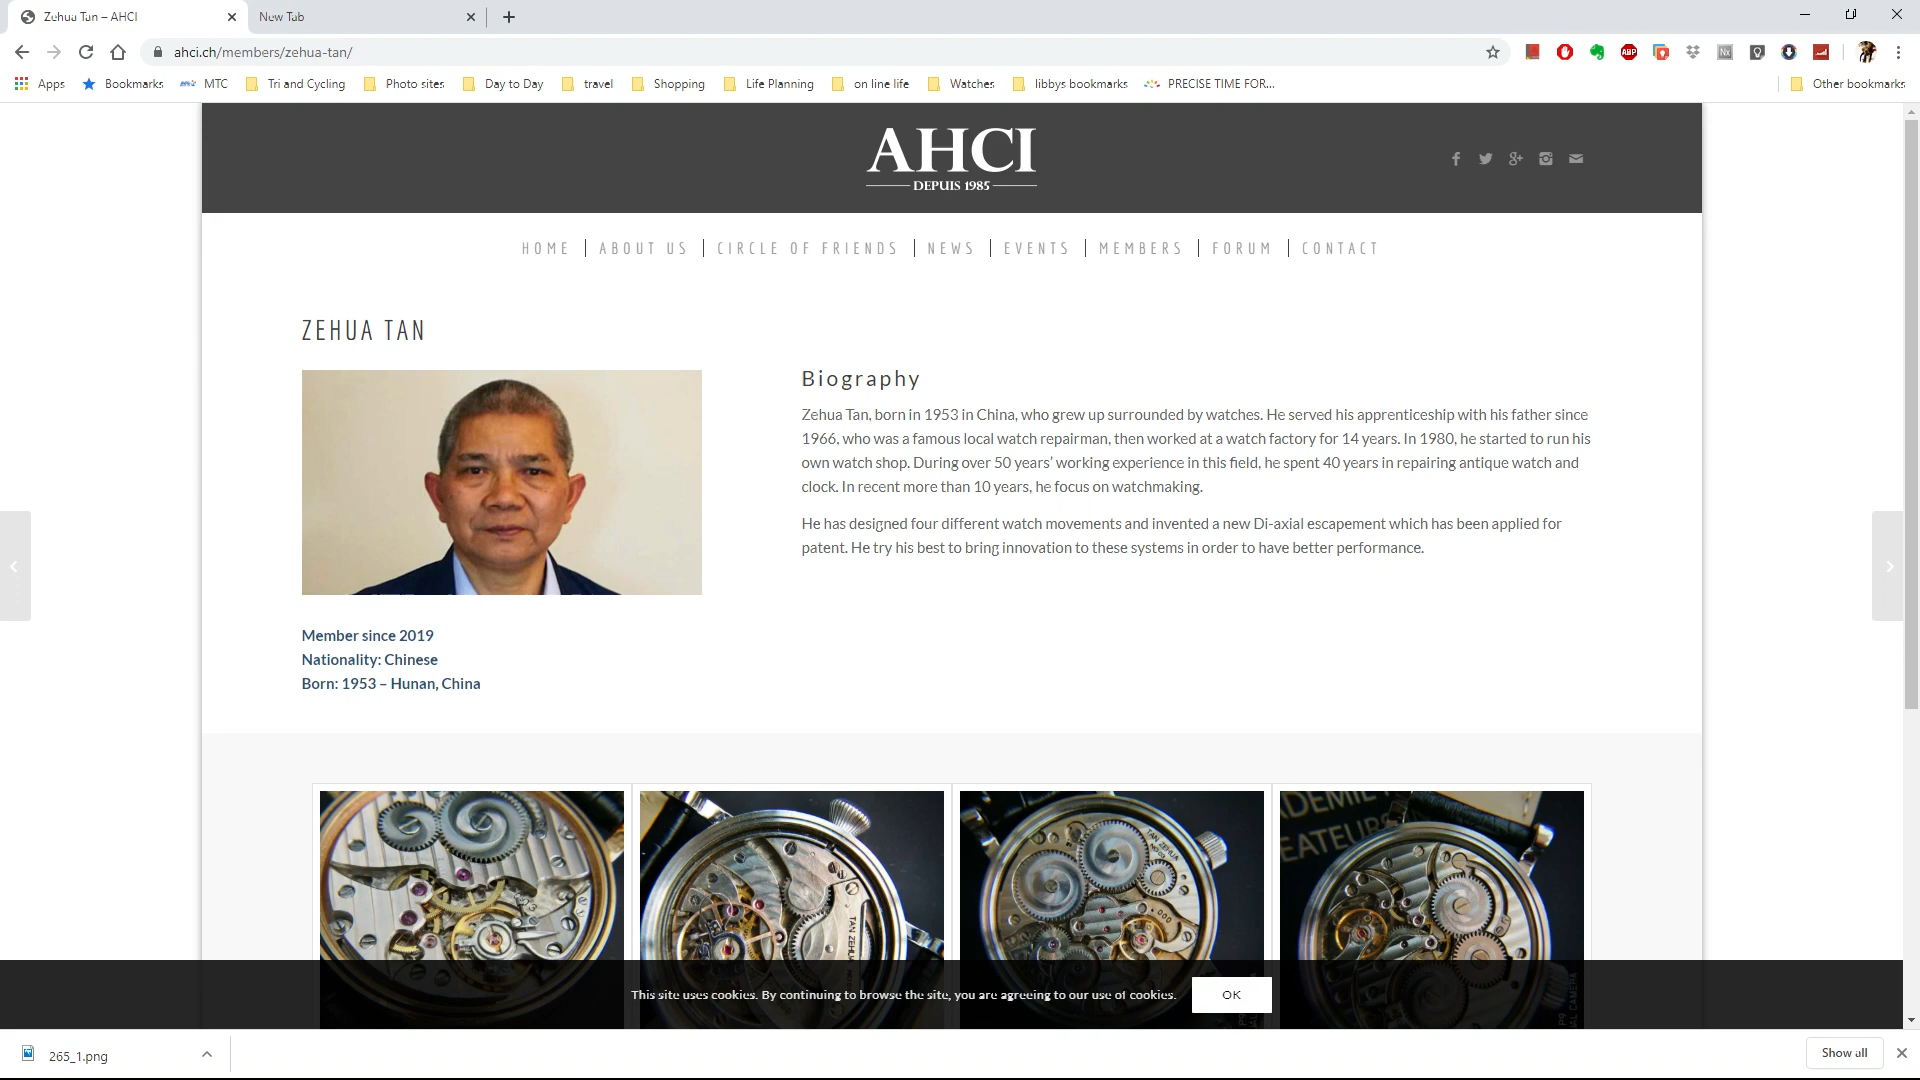 Zehua Tan – AHCI
New Tab
ahci.ch/members/zehua-tan/
Apps Bookmarks MTC Tri and Cycling Photo sites Day to Day travel Shopping Life Planning on line life Watches libbys bookmarks PRECISE TIME FOR... Other bookmarks
AHCI
DEPUIS 1985
HOME ABOUT US CIRCLE OF FRIENDS NEWS EVENTS MEMBERS FORUM CONTACT
ZEHUA TAN
Biography
Zehua Tan, born in 1953 in China, who grew up surrounded by watches. He served his apprenticeship with his father since
1966, who was a famous local watch repairman, then worked at a watch factory for 14 years. In 1980, he started to run his
own watch shop. During over 50 years' working experience in this field, he spent 40 years in repairing antique watch and
clock. In recent more than 10 years, he focus on watchmaking.
He has designed four different watch movements and invented a new Di-axial escapement which has been applied for
patent. He try his best to bring innovation to these systems in order to have better performance.
Member since 2019
Nationality: Chinese
Born: 1953 – Hunan, China
TAN ZEHUA
TAN ZEHUA
This site uses cookies. By continuing to browse the site, you are agreeing to our use of cookies.
OK
265_1.png
Show all